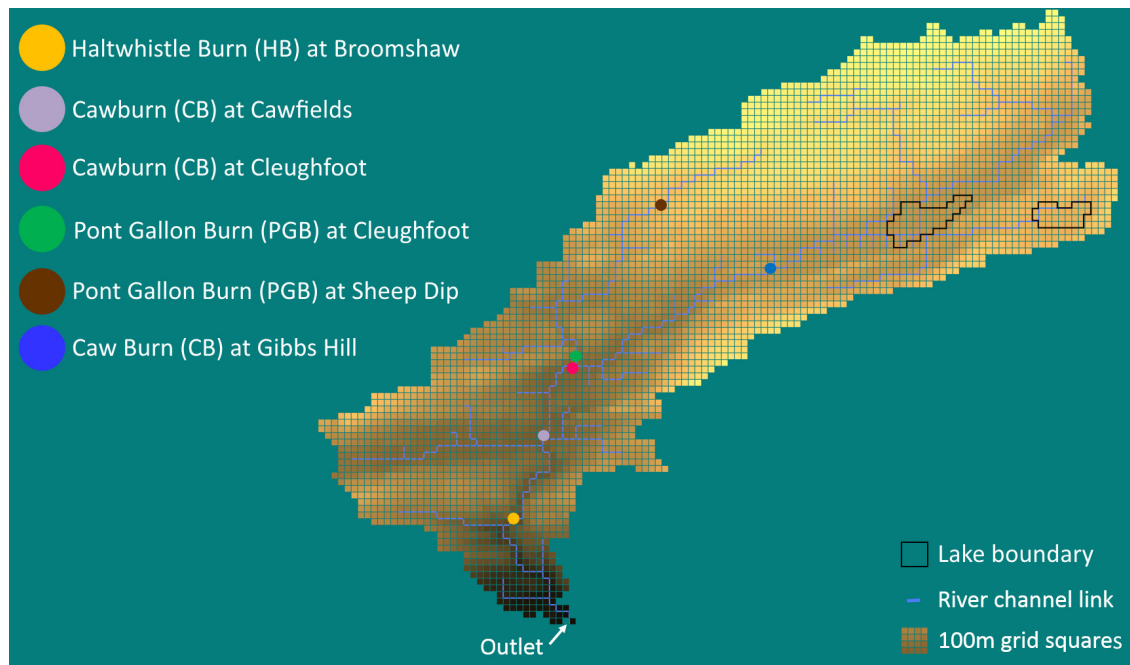 Haltwhistle Burn (HB) at Broomshaw
Cawburn (CB) at Cawfields
Cawburn (CB) at Cleughfoot
Pont Gallon Burn (PGB) at Cleughfoot
Pont Gallon Burn (PGB) at Sheep Dip
Caw Burn (CB) at Gibbs Hill
Lake boundary
River channel link
100m grid squares
Outlet